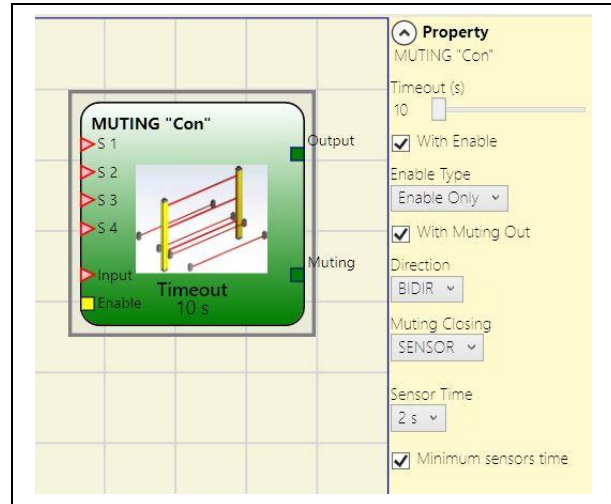 MUTING "Con"
S 1
S 2
S 3
S 4
Input
Enable
Output
Muting
Timeout
10 s
Property
MUTING "Con"
Timeout (s)
10
With Enable
Enable Type
Enable Only
With Muting Out
Direction
BIDIR
Muting Closing
SENSOR
Sensor Time
2 s
Minimum sensors time